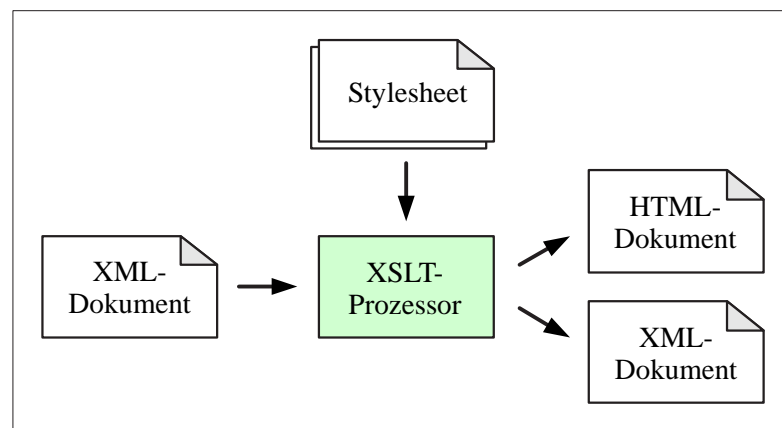 Stylesheet
XML-
Dokument
XSLT-
Prozessor
HTML-
Dokument
XML-
Dokument